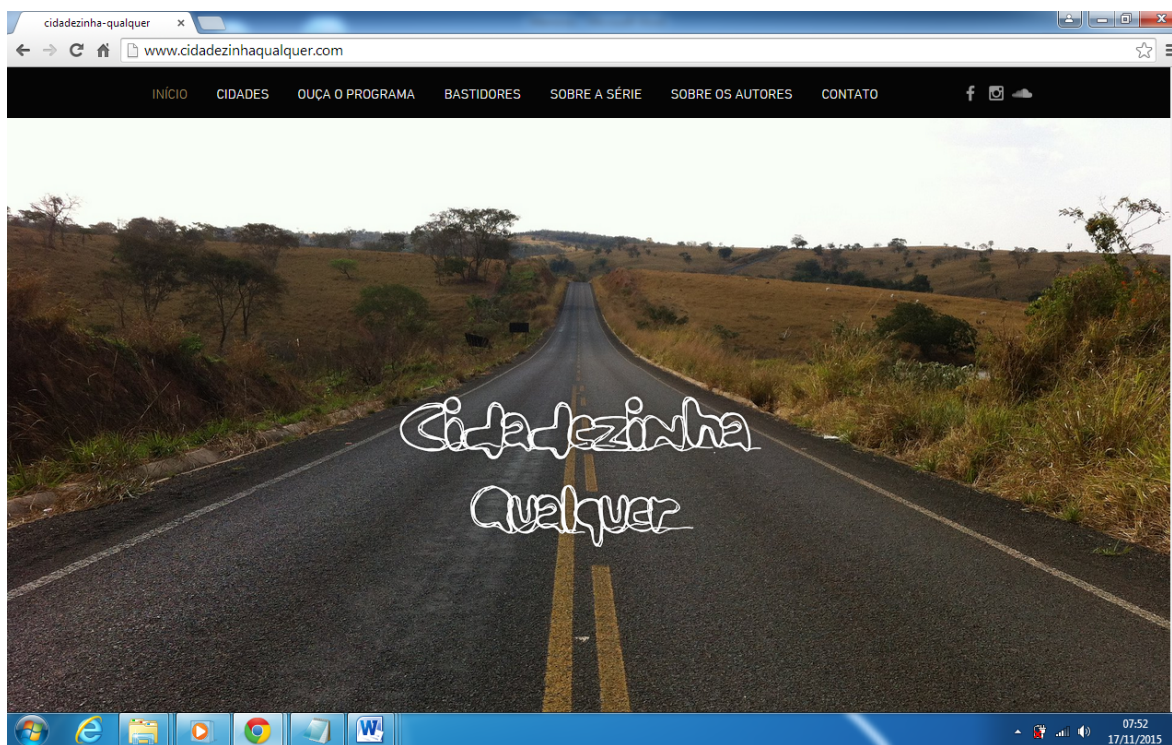 cidadezinha-qualquer
www.cidadezinhaqualquer.com
INÍCIO CIDADES OUÇA O PROGRAMA BASTIDORES SOBRE A SÉRIE SOBRE OS AUTORES CONTATO
Cidadezinha
Qualquer
07:52
17/11/2015